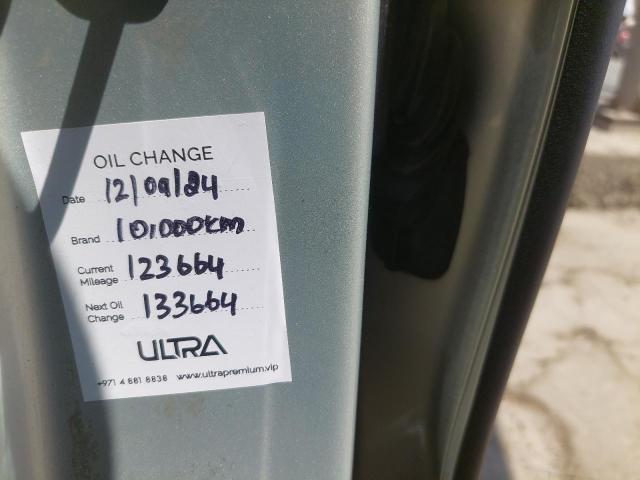 OIL CHANGE
Date 12/09/24
Brand 10,000km
Current Mileage 123664
Next Oil Change 133664
ULTRA
+971 4 881 8838 www.ultrapremium.vip